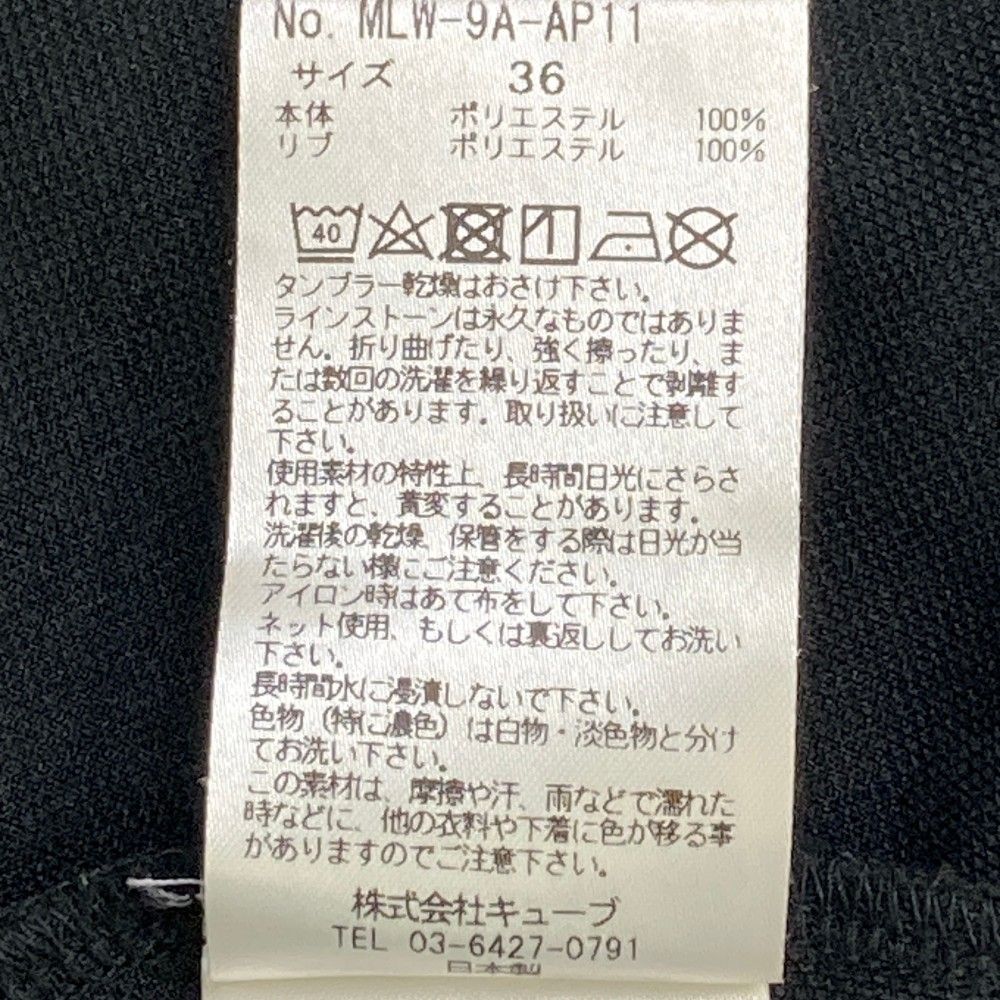 No. MLW-9A-AP11
サイズ 36
本体 ポリエステル 100%
リブ ポリエステル 100%
40
タンブラー乾燥はおさけ下さい。
ラインストーンは永久なものではありま
せん。折り曲げたり、強く擦ったり、ま
たは数回の洗濯を繰り返すことで剥離す
ることがあります。取り扱いに注意して
下さい。
使用素材の特性上、長時間日光にさらさ
れますと、黄変することがあります。
洗濯後の乾燥、保管をする際は日光が当
たらない様にご注意ください。
アイロン時はあて布をして下さい。
ネット使用、もしくは裏返ししてお洗い
下さい。
長時間水に浸漬しないで下さい。
色物（特に濃色）は白物・淡色物と分け
てお洗い下さい。
この素材は、摩擦や汗、雨などで濡れた
時などに、他の衣料や下着に色が移る事
がありますのでご注意下さい。
株式会社キューブ
TEL 03-6427-0791
日本製